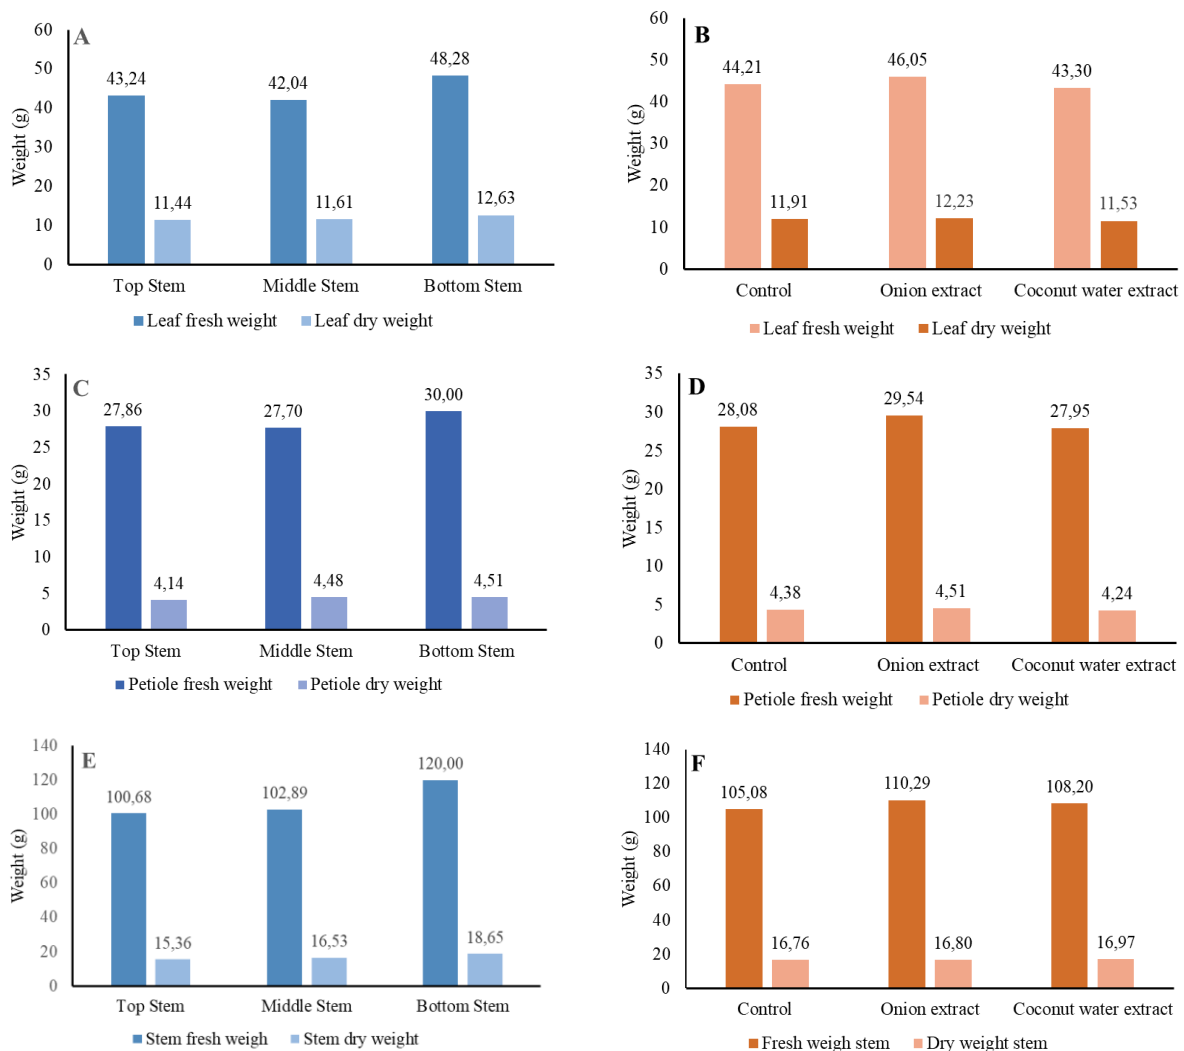 A
Weight (g)
60
50
40
30
20
10
0
43,24
11,44
42,04
11,61
48,28
12,63
Top Stem
Middle Stem
Bottom Stem
Leaf fresh weight
Leaf dry weight
B
Weight (g)
60
50
40
30
20
10
0
44,21
11,91
46,05
12,23
43,30
11,53
Control
Onion extract
Coconut water extract
Leaf fresh weight
Leaf dry weight
C
Weight (g)
35
30
25
20
15
10
5
0
27,86
4,14
27,70
4,48
30,00
4,51
Top Stem
Middle Stem
Bottom Stem
Petiole fresh weight
Petiole dry weight
D
Weight (g)
35
30
25
20
15
10
5
0
28,08
4,38
29,54
4,51
27,95
4,24
Control
Onion extract
Coconut water extract
Petiole fresh weight
Petiole dry weight
E
Weight (g)
140
120
100
80
60
40
20
0
100,68
15,36
102,89
16,53
120,00
18,65
Top Stem
Middle Stem
Bottom Stem
Stem fresh weigh
Stem dry weight
F
Weight (g)
140
120
100
80
60
40
20
0
105,08
16,76
110,29
16,80
108,20
16,97
Control
Onion extract
Coconut water extract
Fresh weigh stem
Dry weight stem